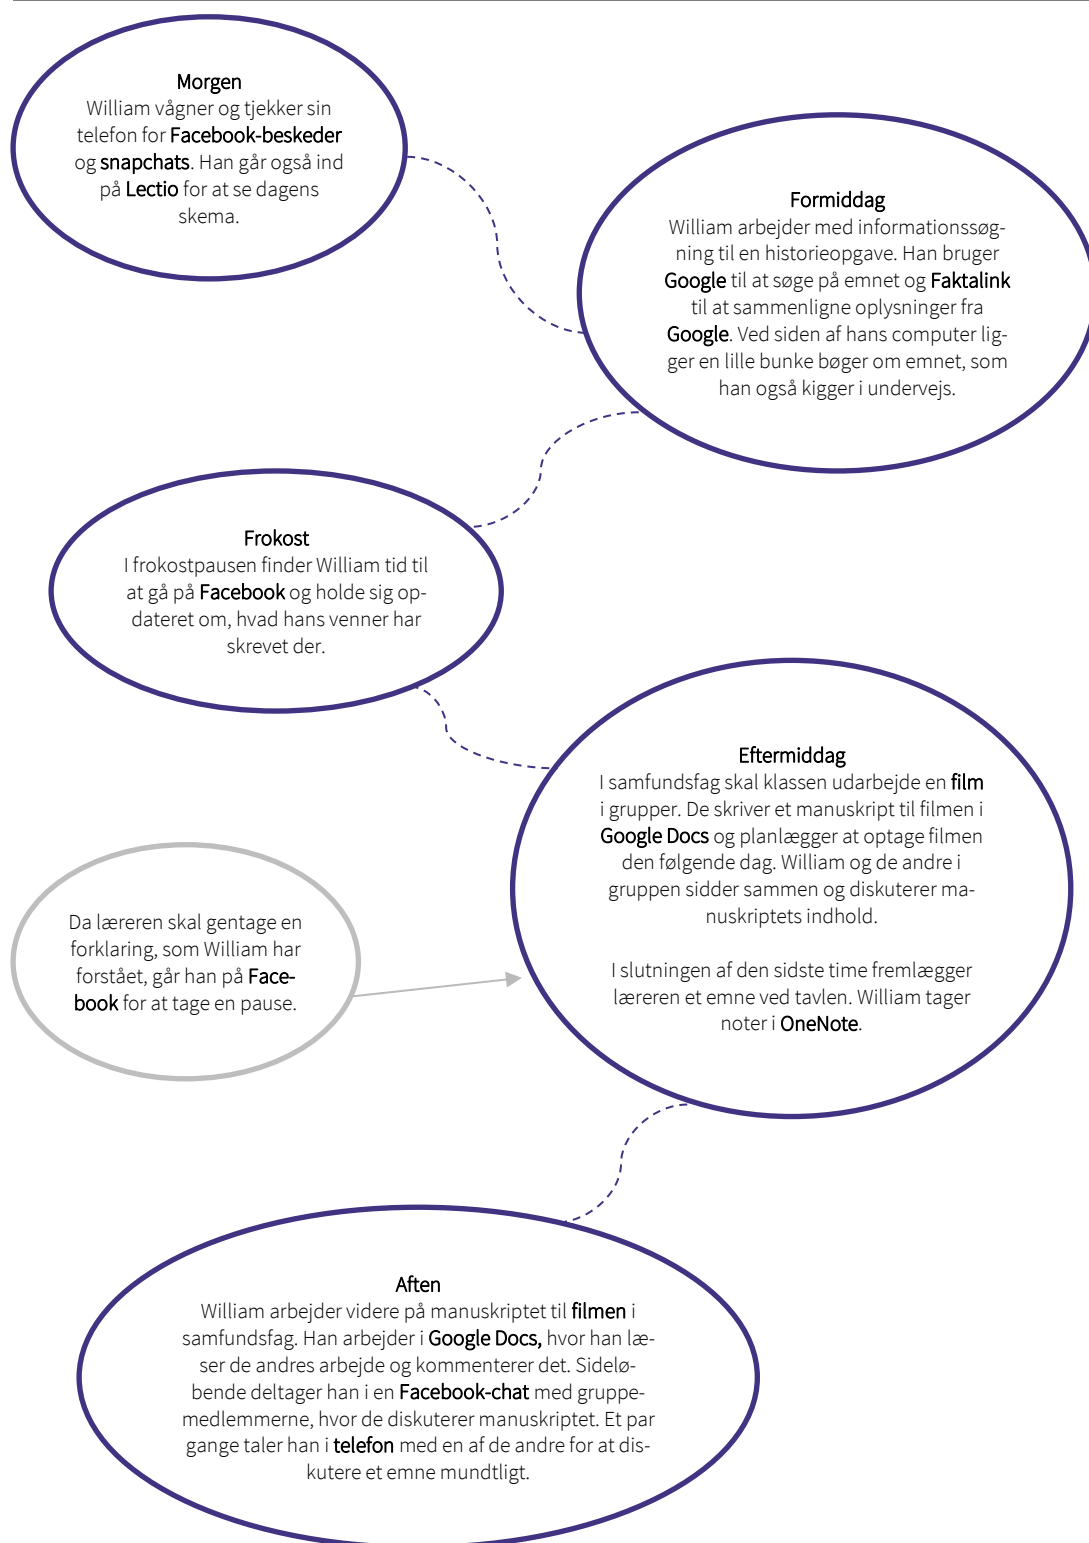 Morgen
William vågner og tjekker sin
telefon for Facebook-beskeder
og snapchats. Han går også ind
på Lectio for at se dagens
skema.
Formiddag
William arbejder med informationssøg-
ning til en historieopgave. Han bruger
Google til at søge på emnet og Faktalink
til at sammenligne oplysninger fra
Google. Ved siden af hans computer lig-
ger en lille bunke bøger om emnet, som
han også kigger i undervejs.
Frokost
I frokostpausen finder William tid til
at gå på Facebook og holde sig op-
dateret om, hvad hans venner har
skrevet der.
Eftermiddag
I samfundsfag skal klassen udarbejde en film
i grupper. De skriver et manuskript til filmen i
Google Docs og planlægger at optage filmen
den følgende dag. William og de andre i
gruppen sidder sammen og diskuterer ma-
nuskriptets indhold.
I slutningen af den sidste time fremlægger
læreren et emne ved tavlen. William tager
noter i OneNote.
Da læreren skal gentage en
forklaring, som William har
forstået, går han på Face-
book for at tage en pause.
Aften
William arbejder videre på manuskriptet til filmen i
samfundsfag. Han arbejder i Google Docs, hvor han læ-
ser de andres arbejde og kommenterer det. Sidelø-
bende deltager han i en Facebook-chat med gruppe-
medlemmerne, hvor de diskuterer manuskriptet. Et par
gange taler han i telefon med en af de andre for at dis-
kutere et emne mundtligt.